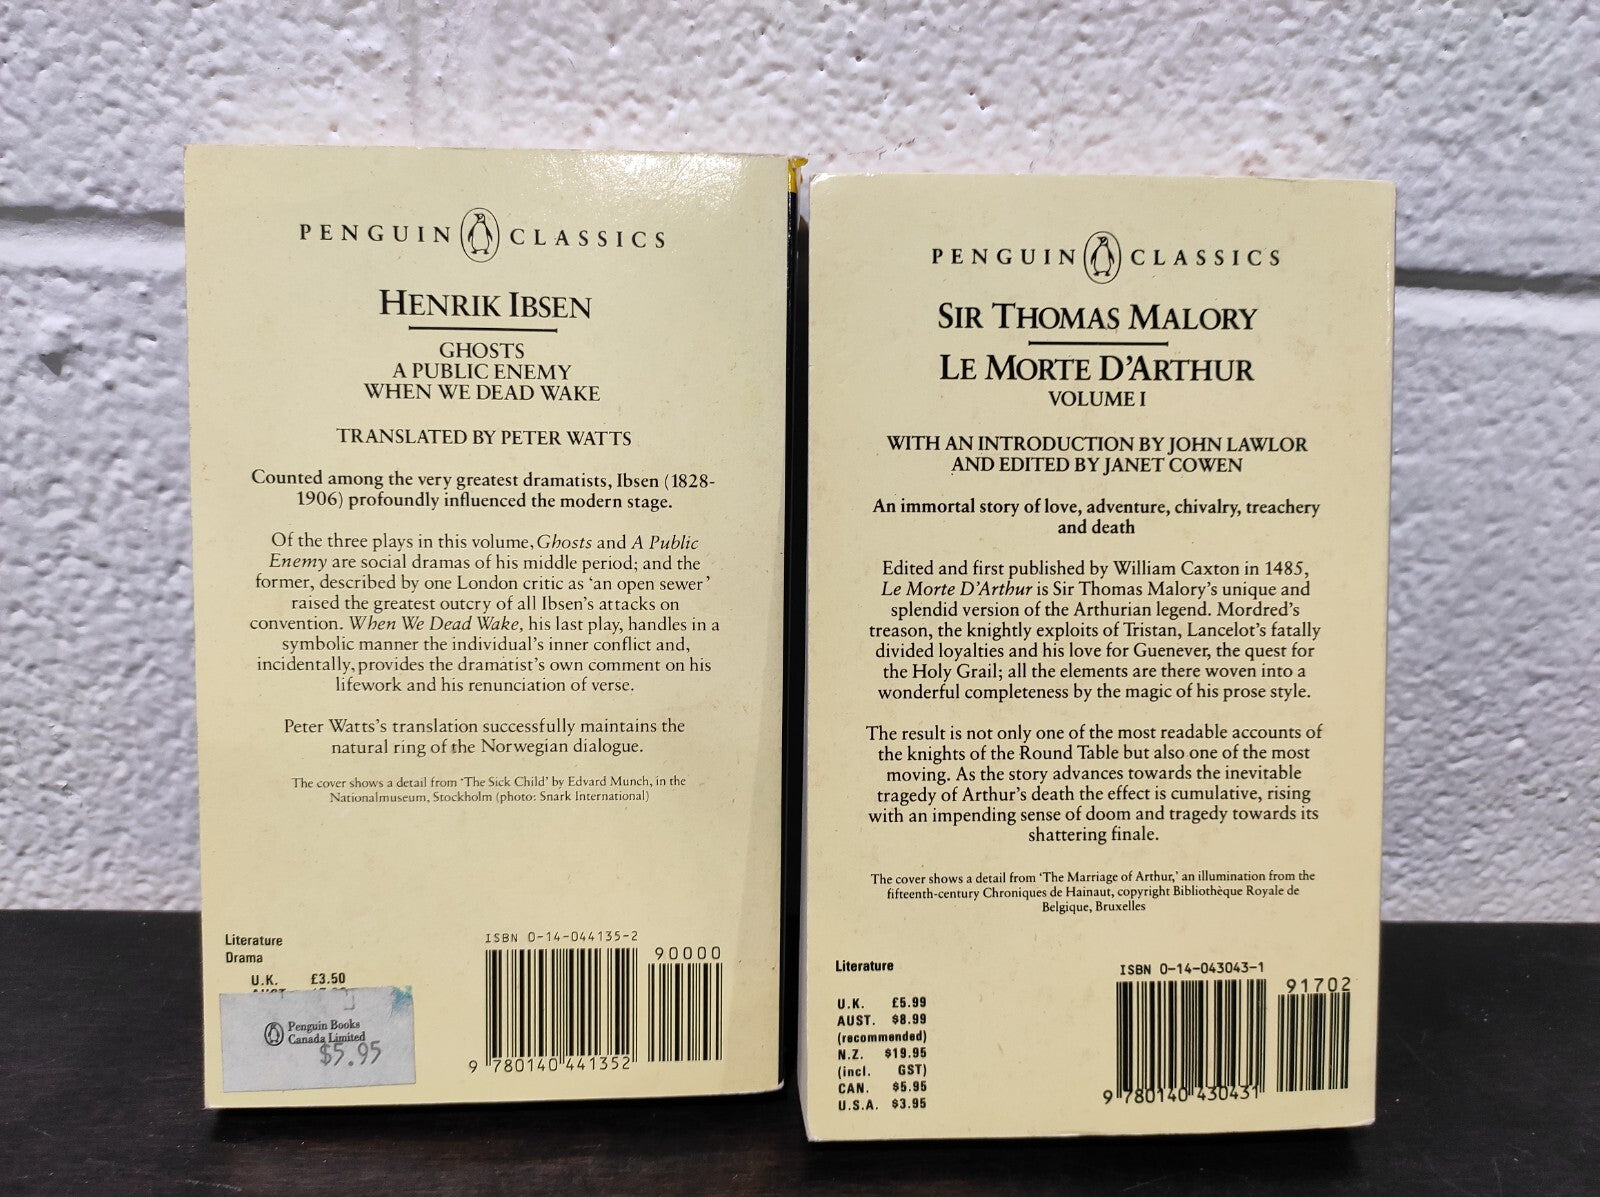 PENGUIN CLASSICS
HENRIK IBSEN
GHOSTS
A PUBLIC ENEMY
WHEN WE DEAD WAKE
TRANSLATED BY PETER WATTS
Counted among the very greatest dramatists, Ibsen (1828-
1906) profoundly influenced the modern stage.
Of the three plays in this volume, Ghosts and A Public
Enemy are social dramas of his middle period; and the
former, described by one London critic as 'an open sewer'
raised the greatest outcry of all Ibsen's attacks on
convention. When We Dead Wake, his last play, handles in a
symbolic manner the individual's inner conflict and,
incidentally, provides the dramatist's own comment on his
lifework and his renunciation of verse.
Peter Watts's translation successfully maintains the
natural ring of the Norwegian dialogue.
The cover shows a detail from 'The Sick Child' by Edvard Munch, in the
Nationalmuseum, Stockholm (photo: Snark International)
Literature
Drama
U.K. £3.50
Penguin Books
Canada Limited
$5.95
ISBN 0-14-044135-2
90000
9 780140 441352
PENGUIN CLASSICS
SIR THOMAS MALORY
LE MORTE D'ARTHUR
VOLUME I
WITH AN INTRODUCTION BY JOHN LAWLOR
AND EDITED BY JANET COWEN
An immortal story of love, adventure, chivalry, treachery
and death
Edited and first published by William Caxton in 1485,
Le Morte D'Arthur is Sir Thomas Malory's unique and
splendid version of the Arthurian legend. Mordred's
treason, the knightly exploits of Tristan, Lancelot's fatally
divided loyalties and his love for Guenever, the quest for
the Holy Grail; all the elements are there woven into a
wonderful completeness by the magic of his prose style.
The result is not only one of the most readable accounts of
the knights of the Round Table but also one of the most
moving. As the story advances towards the inevitable
tragedy of Arthur's death the effect is cumulative, rising
with an impending sense of doom and tragedy towards its
shattering finale.
The cover shows a detail from 'The Marriage of Arthur,' an illumination from the
fifteenth-century Chroniques de Hainaut, copyright Bibliothèque Royale de
Belgique, Bruxelles
Literature
U.K. £5.99
AUST. $8.99
(recommended)
N.Z. $19.95
(incl. GST)
CAN. $5.95
U.S.A. $3.95
ISBN 0-14-043043-1
91702
9 780140 430431